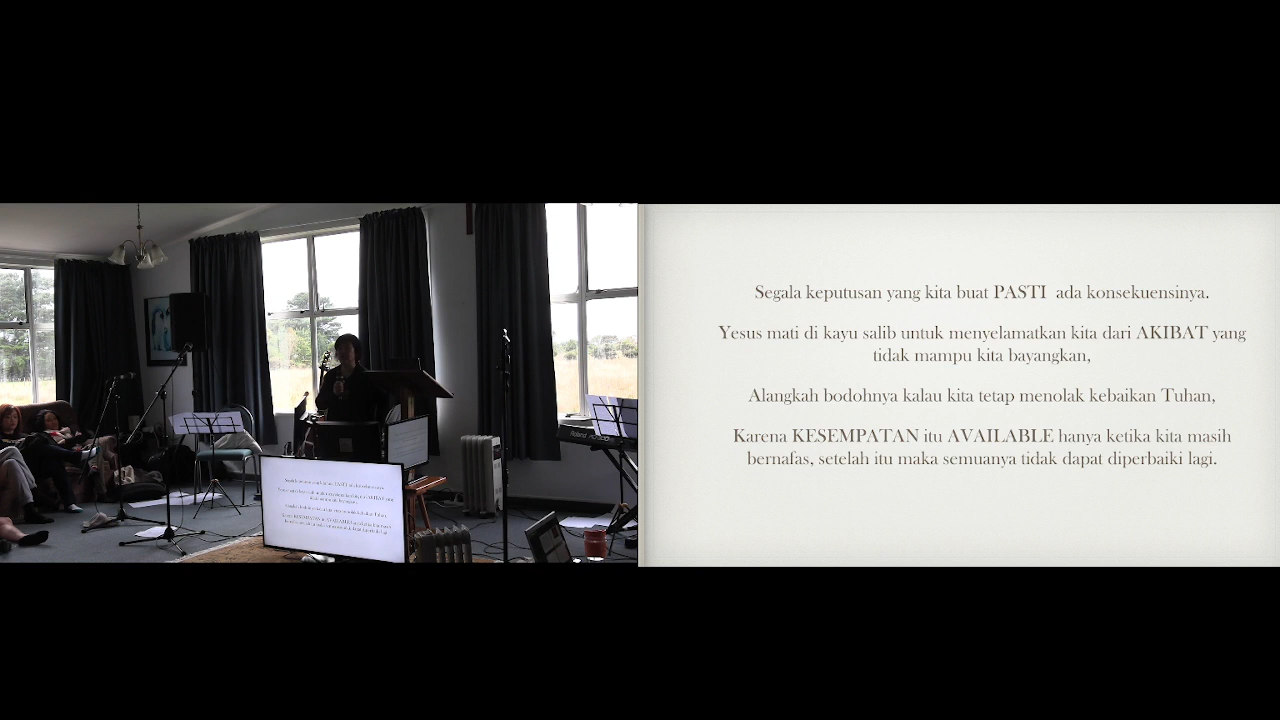 Segala keputusan yang kita buat PASTI ada konsekuensinya.
Yesus mati di kayu salib untuk menyelamatkan kita dari AKIBAT yang
tidak mampu kita bayangkan,
Alangkah bodohnya kalau kita tetap menolak kebaikan Tuhan,
Karena KESEMPATAN itu AVAILABLE hanya ketika kita masih
bernafas, setelah itu maka semuanya tidak dapat diperbaiki lagi.
Roland